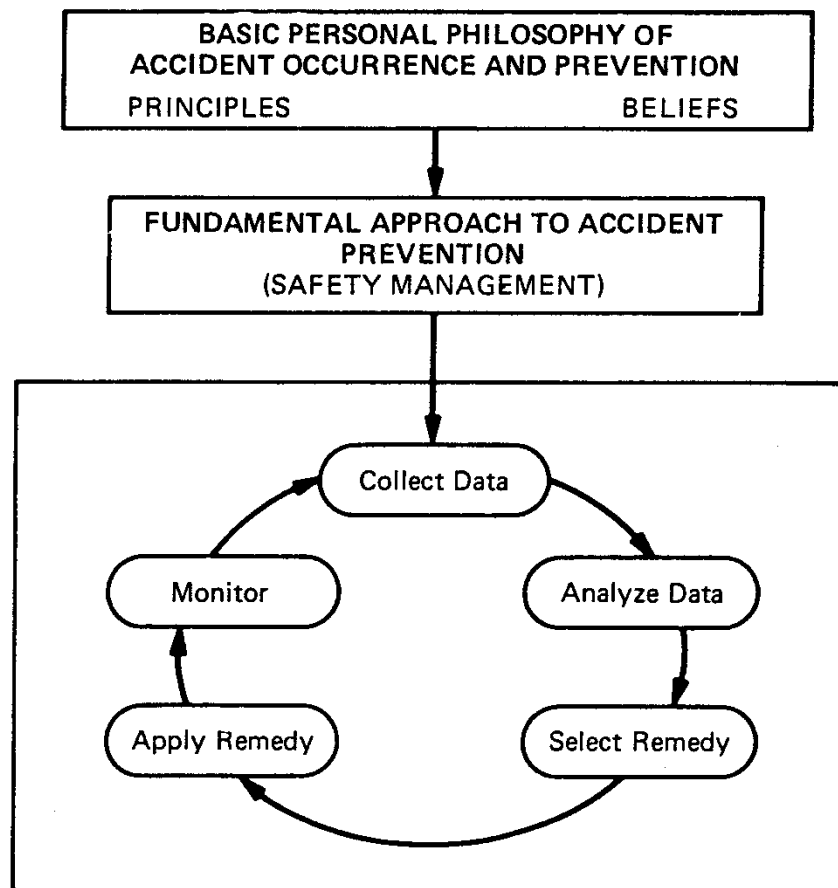 BASIC PERSONAL PHILOSOPHY OF
ACCIDENT OCCURRENCE AND PREVENTION
PRINCIPLES BELIEFS
FUNDAMENTAL APPROACH TO ACCIDENT
PREVENTION
(SAFETY MANAGEMENT)
Collect Data
Monitor
Analyze Data
Apply Remedy
Select Remedy